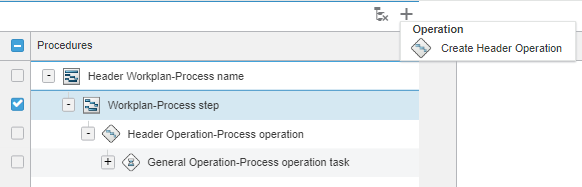 Operation
Create Header Operation
Procedures
Header Workplan-Process name
Workplan-Process step
Header Operation-Process operation
General Operation-Process operation task